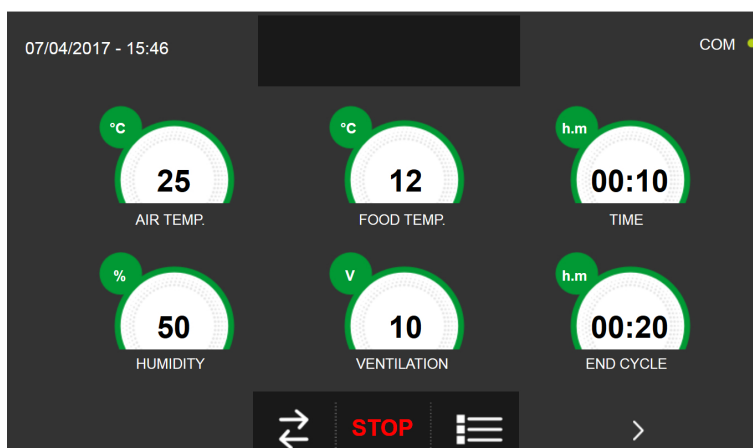 07/04/2017 - 15:46
COM
°C
°C
h.m
25
12
00:10
AIR TEMP.
FOOD TEMP.
TIME
%
V
h.m
50
10
00:20
HUMIDITY
VENTILATION
END CYCLE
STOP